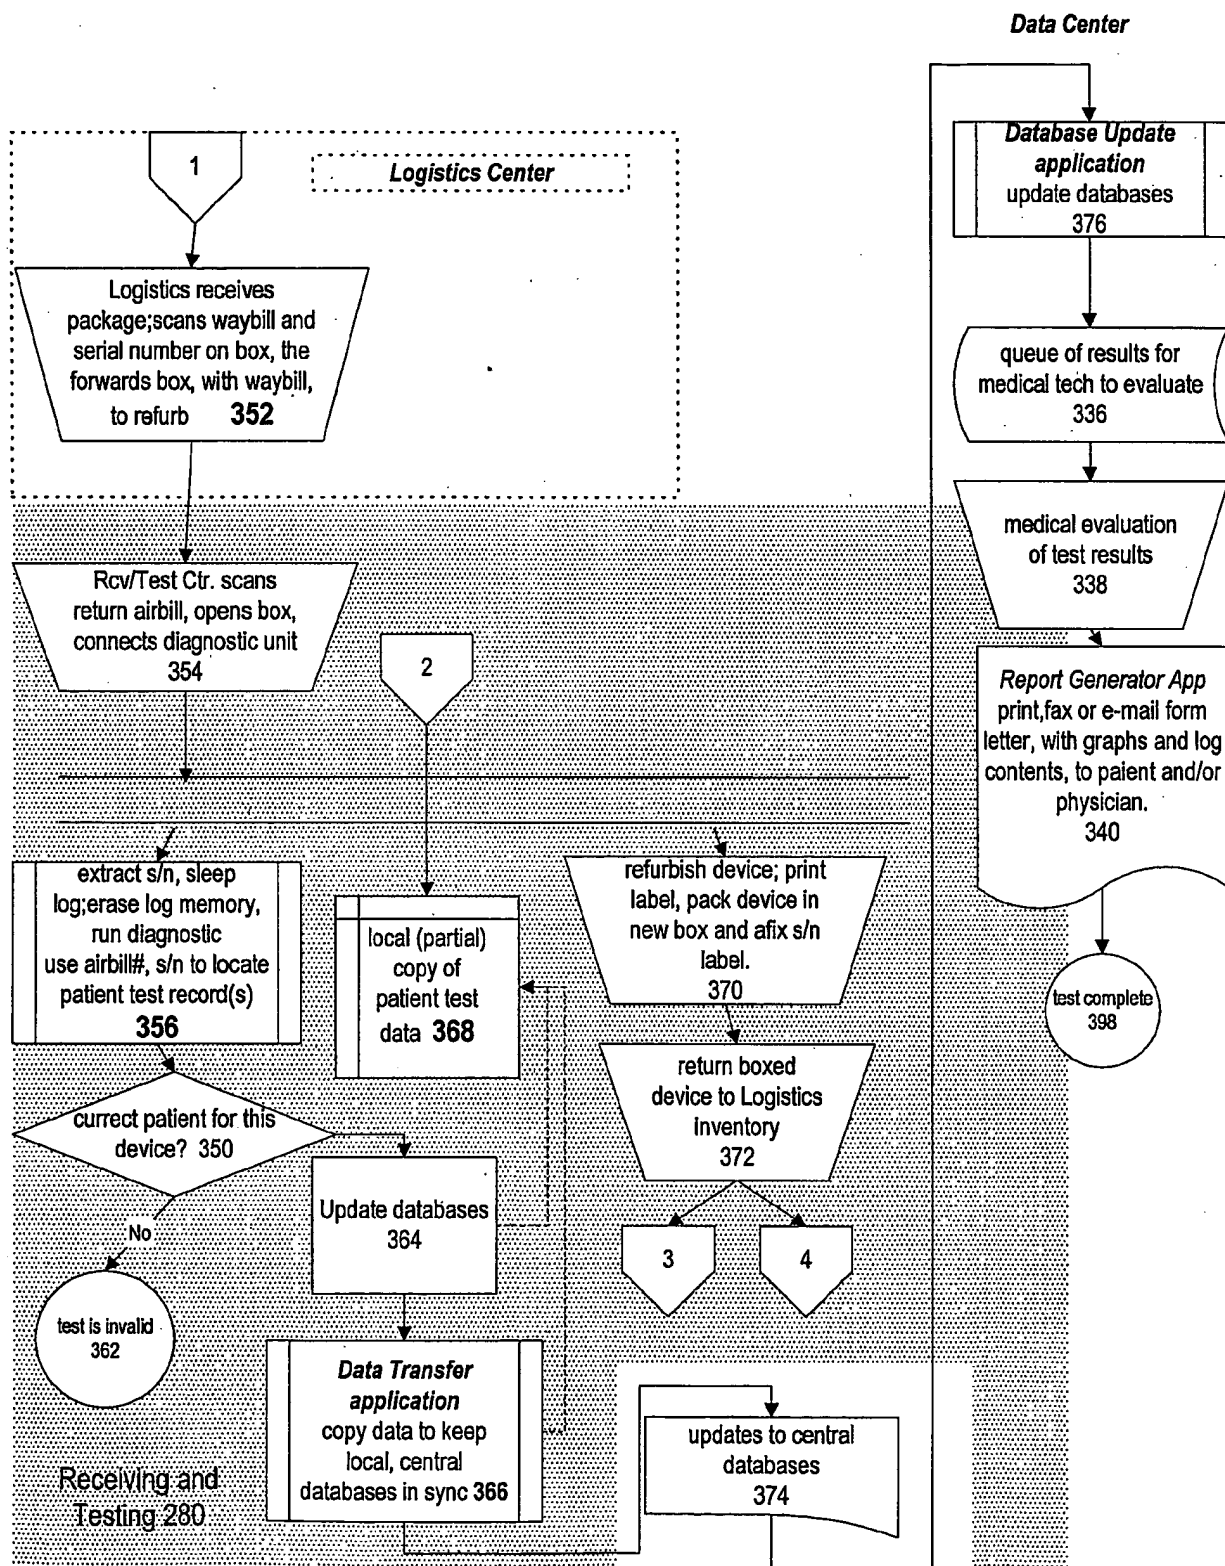 Data Center
1
Logistics Center
Logistics receives
package;scans waybill and
serial number on box, the
forwards box, with waybill,
to refurb 352
Rcv/Test Ctr. scans
return airbill, opens box,
connects diagnostic unit
354
2
extract s/n, sleep
log;erase log memory,
run diagnostic
use airbill#, s/n to locate
patient test record(s)
356
local (partial)
copy of
patient test
data 368
refurbish device; print
label, pack device in
new box and afix s/n
label.
370
currect patient for this
device? 350
return boxed
device to Logistics
inventory
372
Update databases
364
No
3
4
test is invalid
362
Data Transfer
application
copy data to keep
local, central
databases in sync 366
updates to central
databases
374
Receiving and
Testing 280
Database Update
application
update databases
376
queue of results for
medical tech to evaluate
336
medical evaluation
of test results
338
Report Generator App
print,fax or e-mail form
letter, with graphs and log
contents, to paient and/or
physician.
340
test complete
398